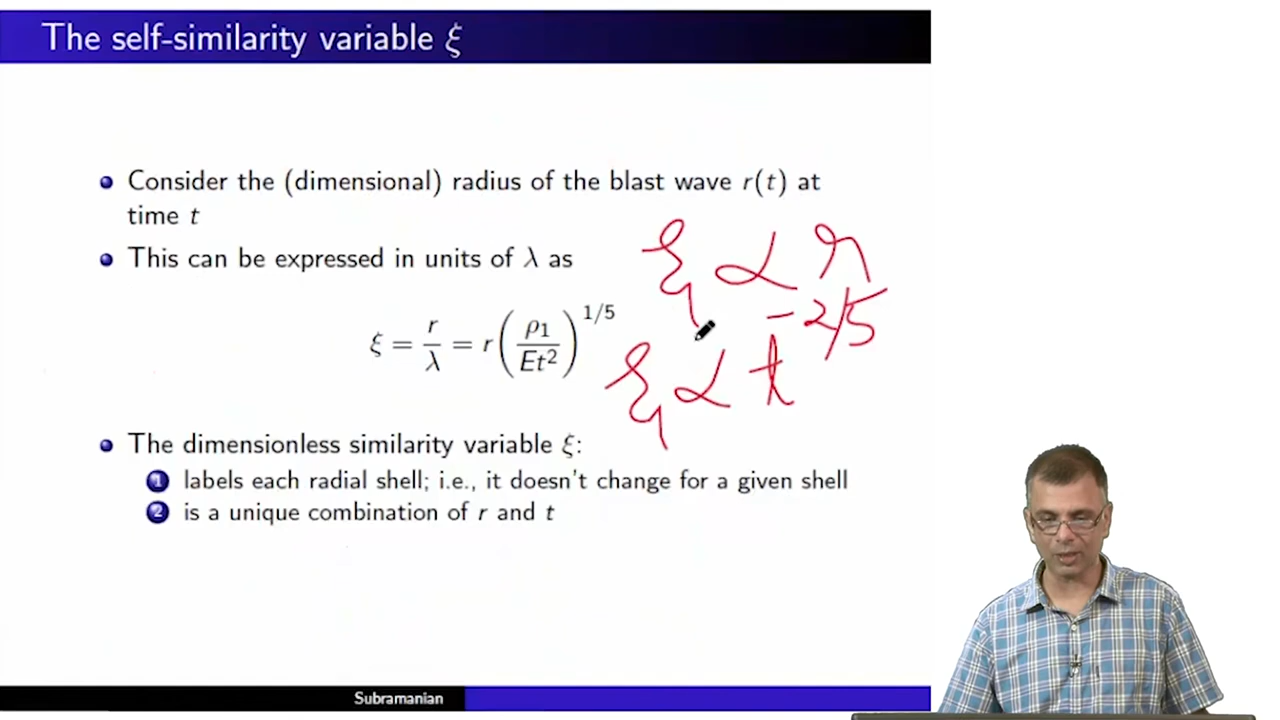 The self-similarity variable ξ
Consider the (dimensional) radius of the blast wave r(t) at
time t
This can be expressed in units of λ as
ξ = r/λ = r(ρ1/Et²)^1/5
ξ ∝ r
ξ ∝ t^-2/5
The dimensionless similarity variable ξ:
1 labels each radial shell; i.e., it doesn't change for a given shell
2 is a unique combination of r and t
Subramanian